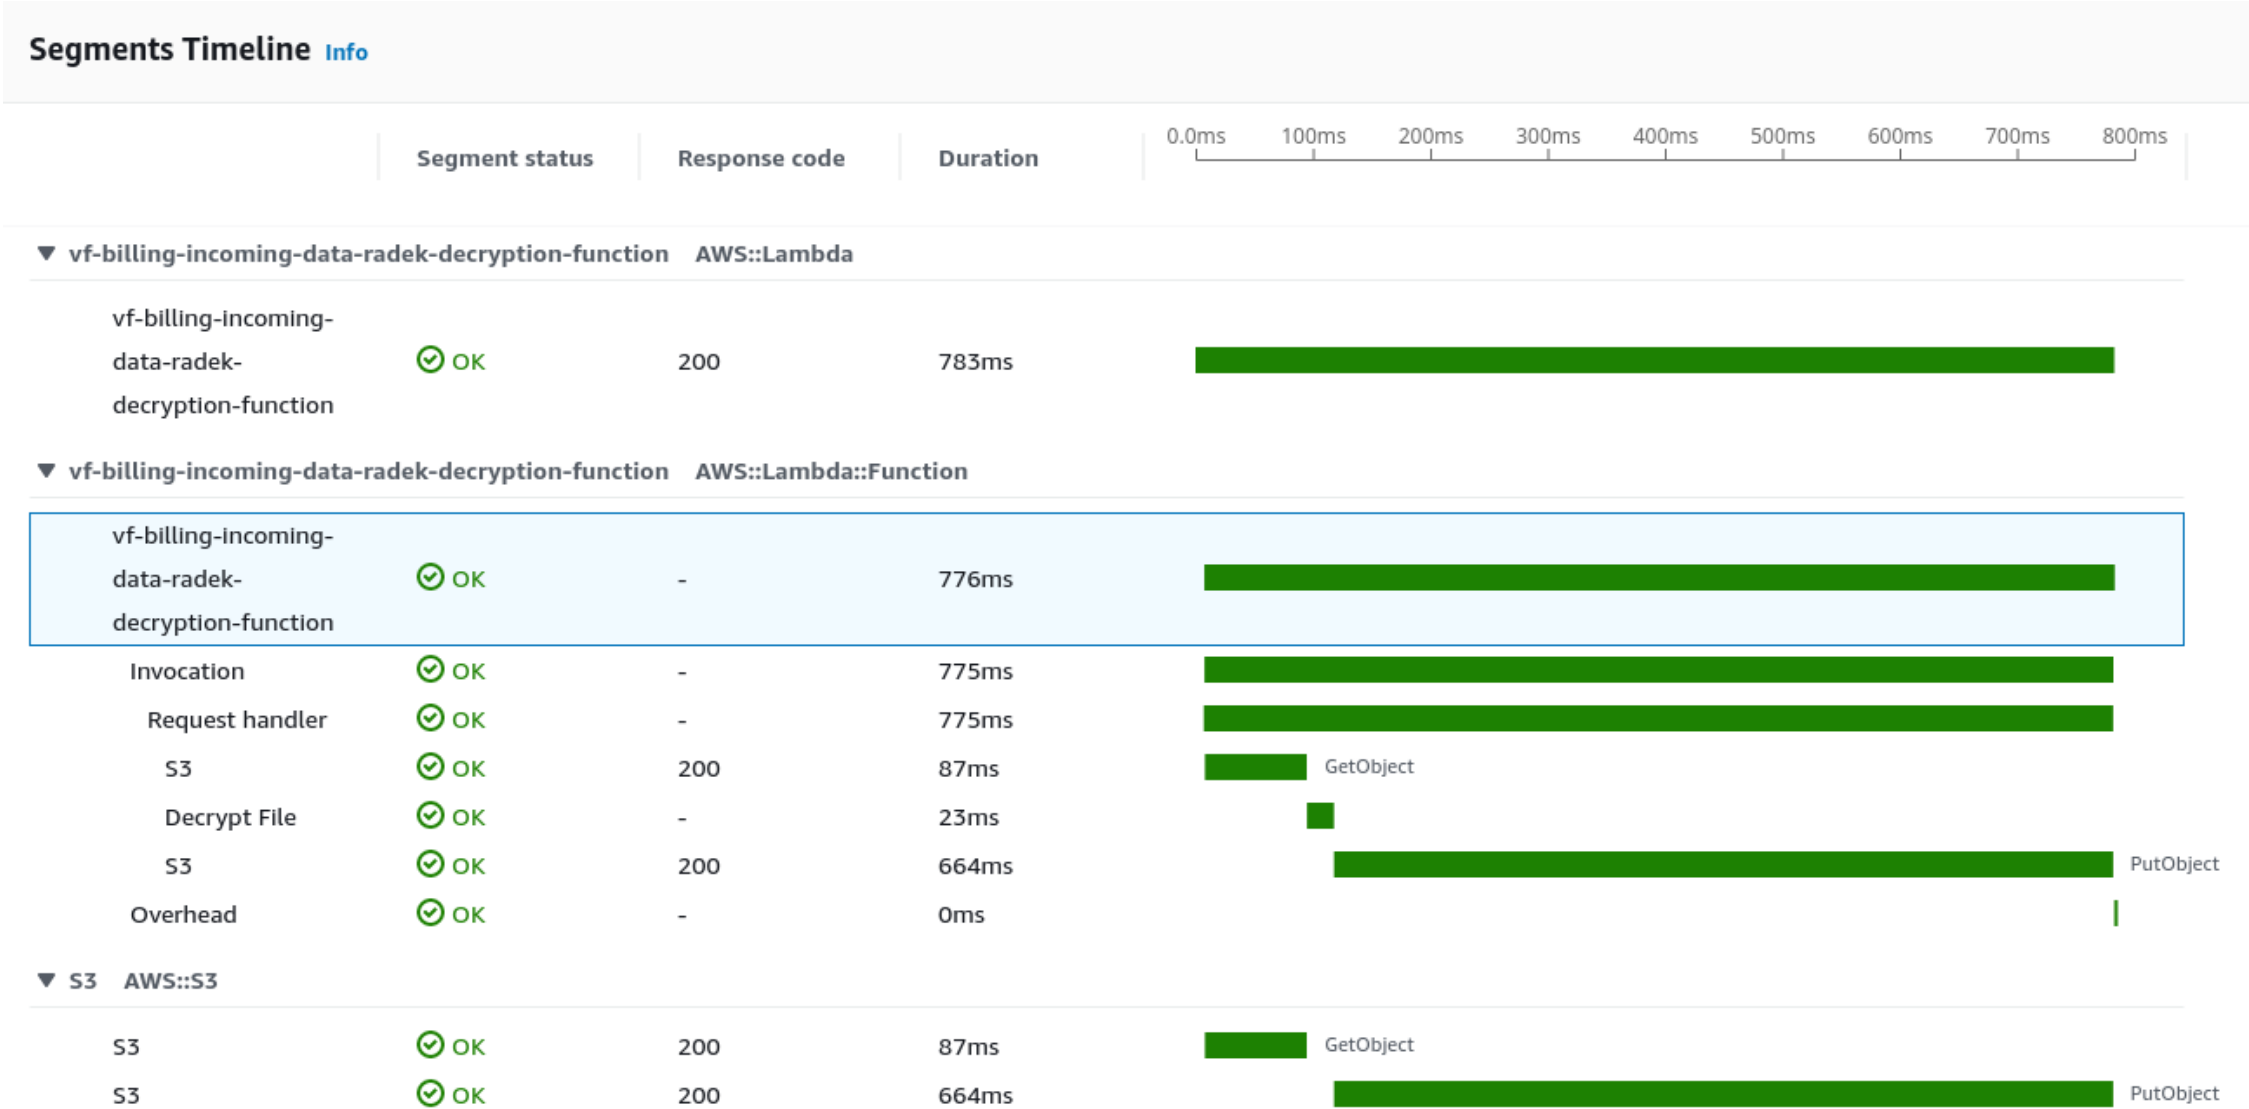 Segments Timeline Info
0.0ms 100ms 200ms 300ms 400ms 500ms 600ms 700ms 800ms
Segment status Response code Duration
vf-billing-incoming-data-radek-decryption-function AWS::Lambda
vf-billing-incoming-
data-radek- OK 200 783ms
decryption-function
vf-billing-incoming-data-radek-decryption-function AWS::Lambda::Function
vf-billing-incoming-
data-radek- OK - 776ms
decryption-function
Invocation OK - 775ms
Request handler OK - 775ms
S3 OK 200 87ms GetObject
Decrypt File OK - 23ms
S3 OK 200 664ms PutObject
Overhead OK - 0ms
S3 AWS::S3
S3 OK 200 87ms GetObject
S3 OK 200 664ms PutObject